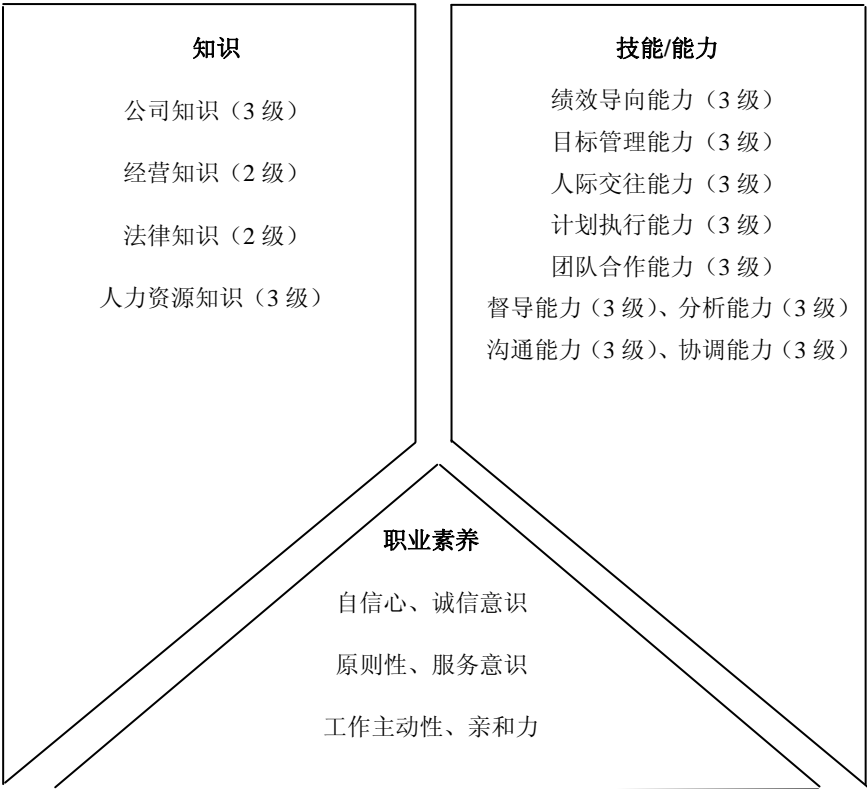 知识
公司知识（3 级）
经营知识（2 级）
法律知识（2 级）
人力资源知识（3 级）
技能/能力
绩效导向能力（3 级）
目标管理能力（3 级）
人际交往能力（3 级）
计划执行能力（3 级）
团队合作能力（3 级）
督导能力（3 级）、分析能力（3 级）
沟通能力（3 级）、协调能力（3 级）
职业素养
自信心、诚信意识
原则性、服务意识
工作主动性、亲和力